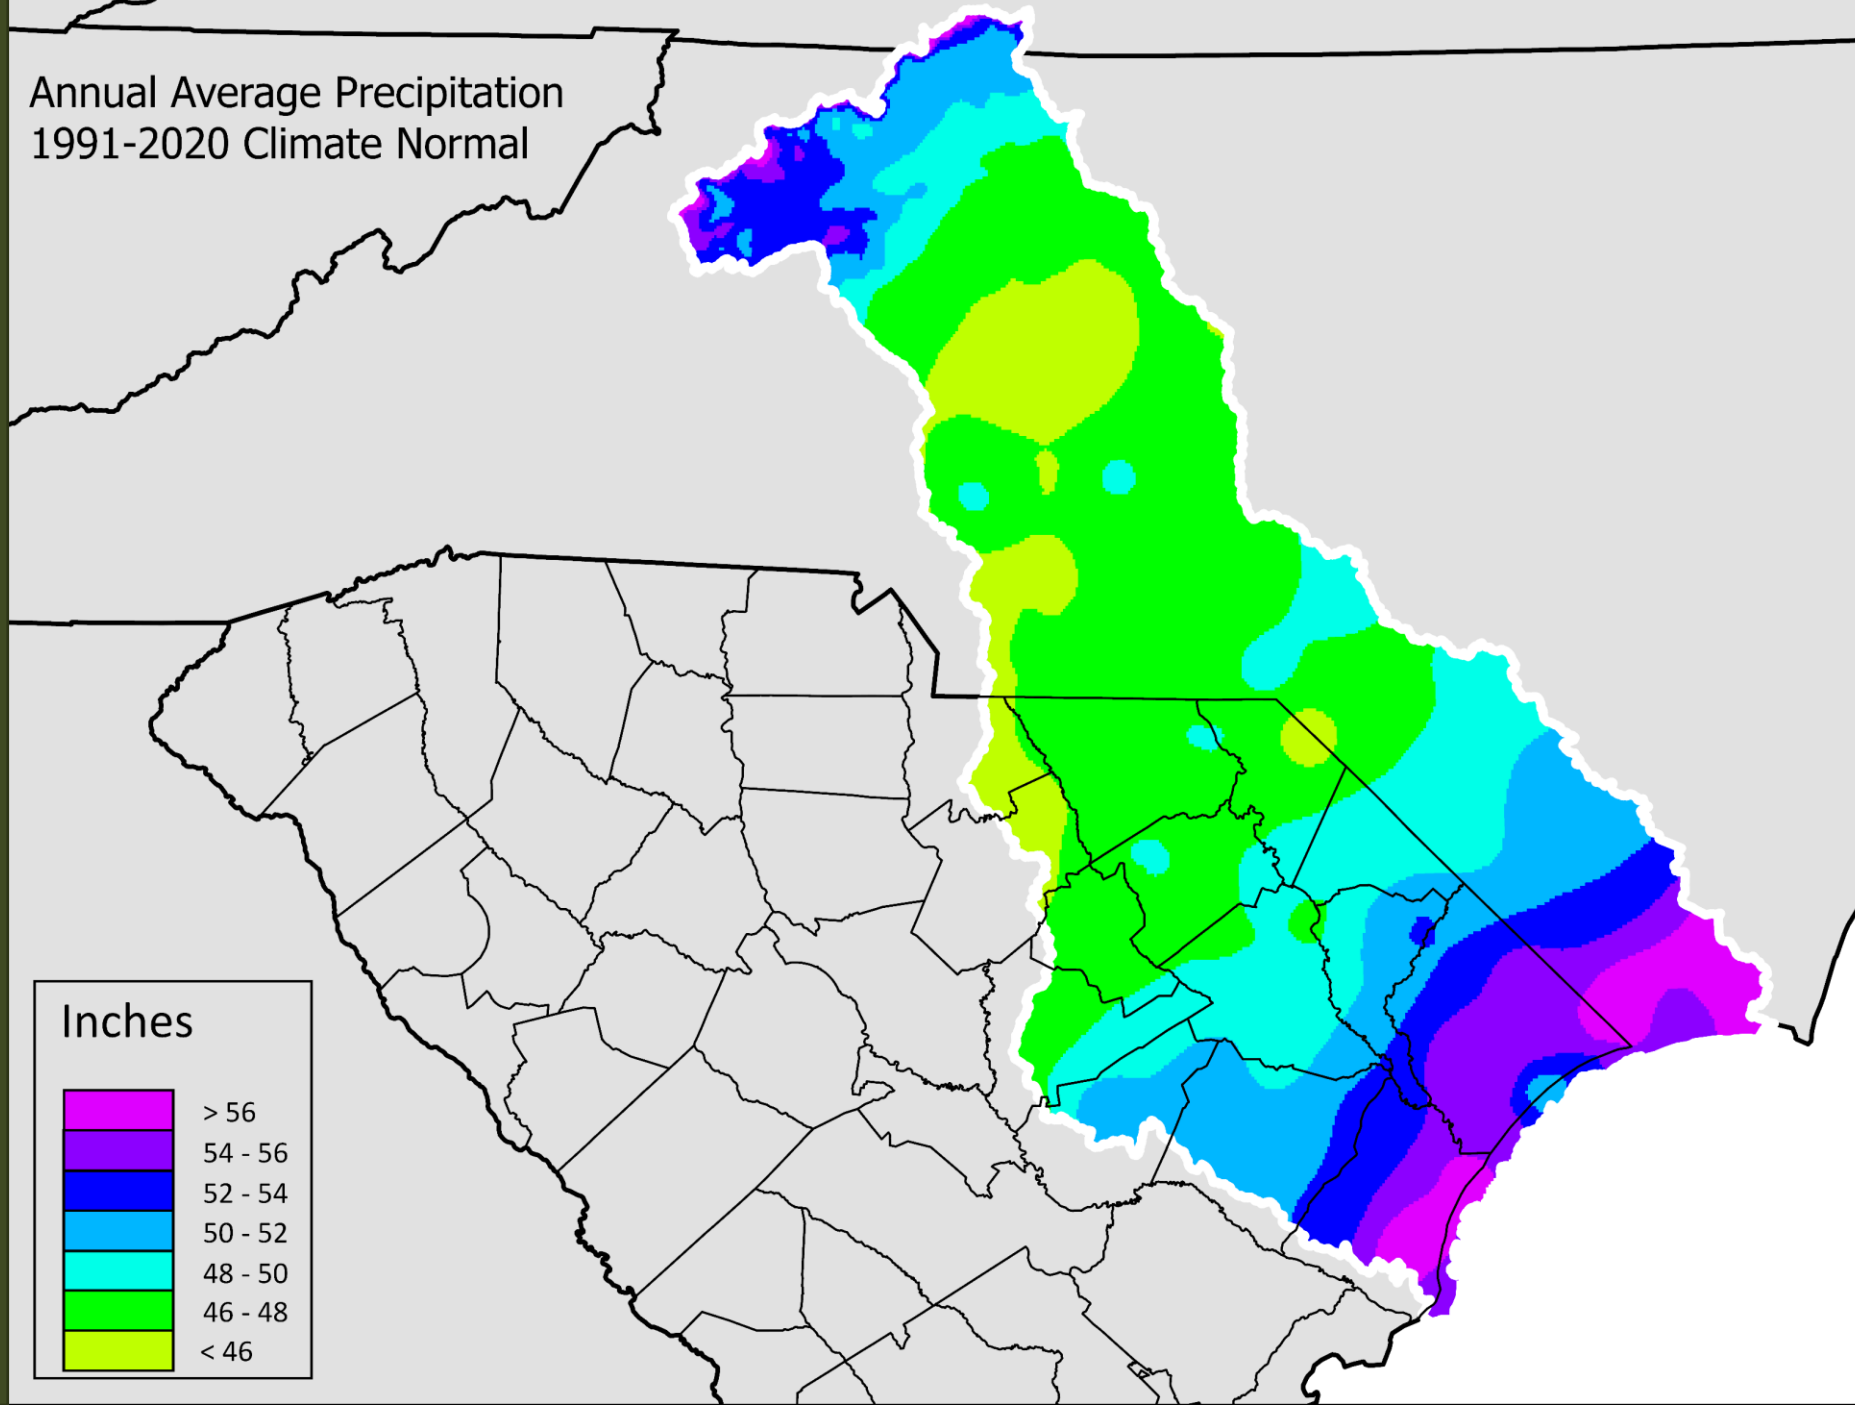 Annual Average Precipitation
1991-2020 Climate Normal
Inches
> 56
54 - 56
52 - 54
50 - 52
48 - 50
46 - 48
< 46